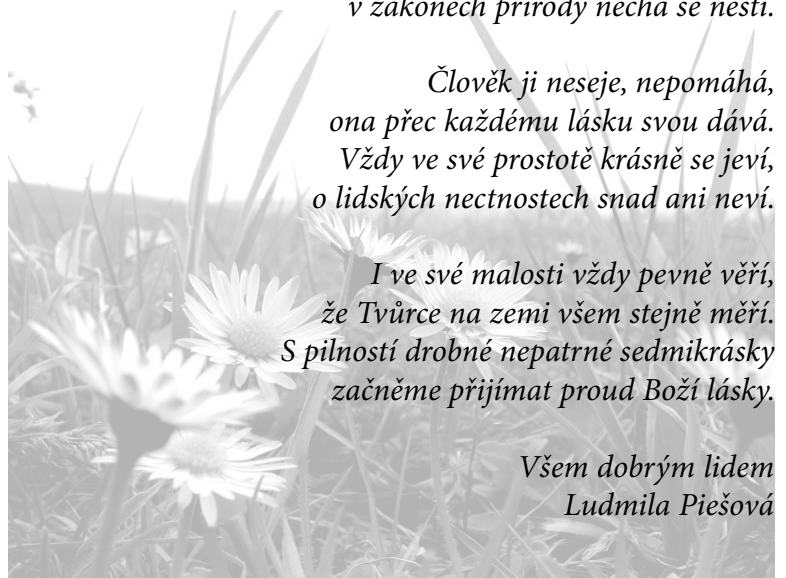 v zákonech přírody nechá se nésti.
Člověk ji neseje, nepomáhá,
ona přec každému lásku svou dává.
Vždy ve své prostotě krásně se jeví,
o lidských nectnostech snad ani neví.
I ve své malosti vždy pevně věří,
že Tvůrce na zemi všem stejně měří.
S pilností drobné nepatrné sedmikrásky
začněme přijímat proud Boží lásky.
Všem dobrým lidem
Ludmila Piešová